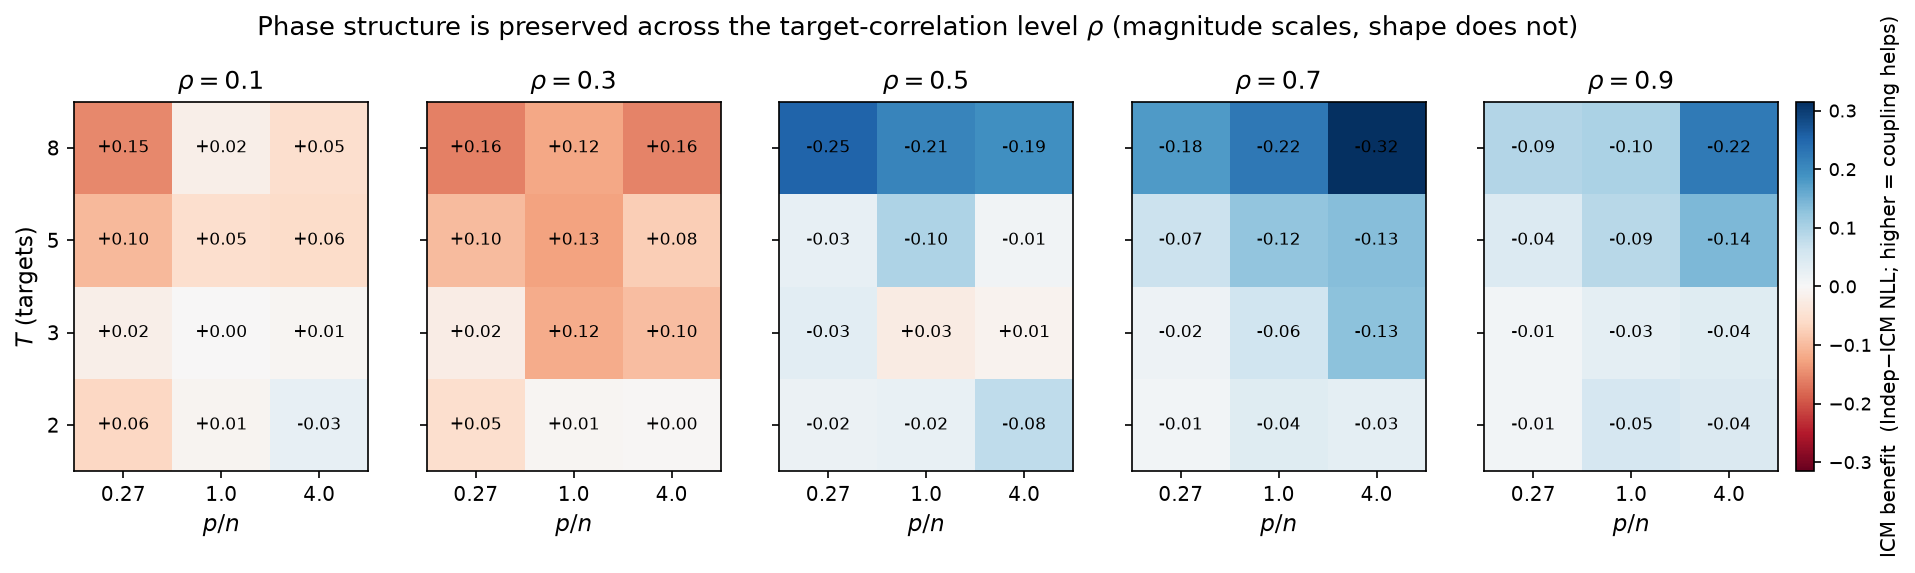 Phase structure is preserved across the target-correlation level ρ (magnitude scales, shape does not)
ρ = 0.1
ρ = 0.3
ρ = 0.5
ρ = 0.7
ρ = 0.9
T (targets)
8
5
3
2
+0.15 +0.02 +0.05
+0.10 +0.05 +0.06
+0.02 +0.00 +0.01
+0.06 +0.01 -0.03
0.27 1.0 4.0
p/n
+0.16 +0.12 +0.16
+0.10 +0.13 +0.08
+0.02 +0.12 +0.10
+0.05 +0.01 +0.00
0.27 1.0 4.0
p/n
-0.25 -0.21 -0.19
-0.03 -0.10 -0.01
-0.03 +0.03 +0.01
-0.02 -0.02 -0.08
0.27 1.0 4.0
p/n
-0.18 -0.22 -0.32
-0.07 -0.12 -0.13
-0.02 -0.06 -0.13
-0.01 -0.04 -0.03
0.27 1.0 4.0
p/n
-0.09 -0.10 -0.22
-0.04 -0.09 -0.14
-0.01 -0.03 -0.04
-0.01 -0.05 -0.04
0.27 1.0 4.0
p/n
0.3
0.2
0.1
0.0
−0.1
−0.2
−0.3
ICM benefit (Indep−ICM NLL; higher = coupling helps)